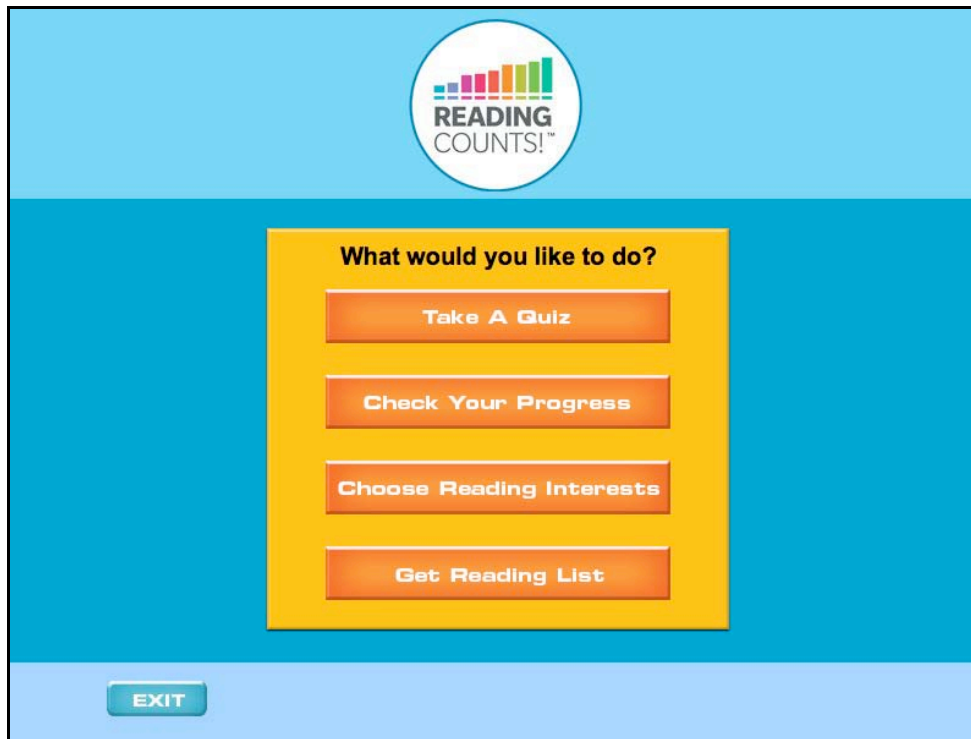 READING
COUNTS!™
What would you like to do?
Take A Quiz
Check Your Progress
Choose Reading Interests
Get Reading List
EXIT